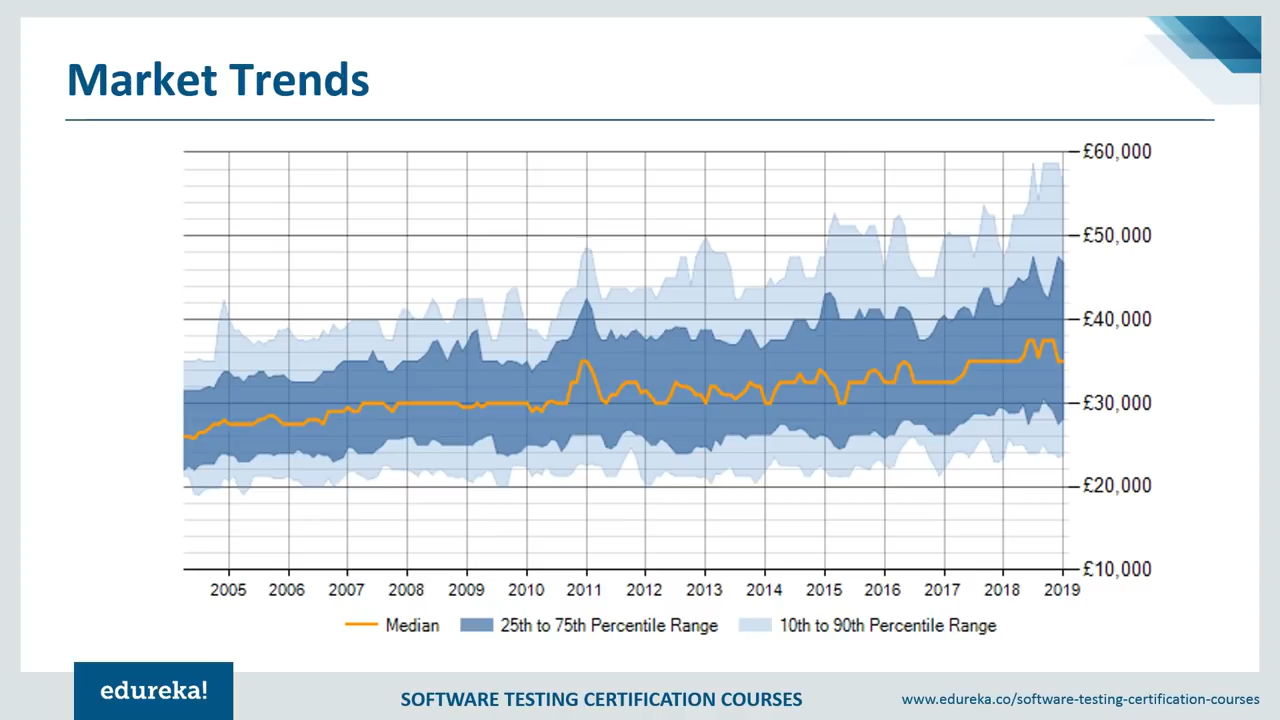 Market Trends
£60,000
£50,000
£40,000
£30,000
£20,000
£10,000
2005 2006 2007 2008 2009 2010 2011 2012 2013 2014 2015 2016 2017 2018 2019
Median 25th to 75th Percentile Range 10th to 90th Percentile Range
edureka!
SOFTWARE TESTING CERTIFICATION COURSES
www.edureka.co/software-testing-certification-courses